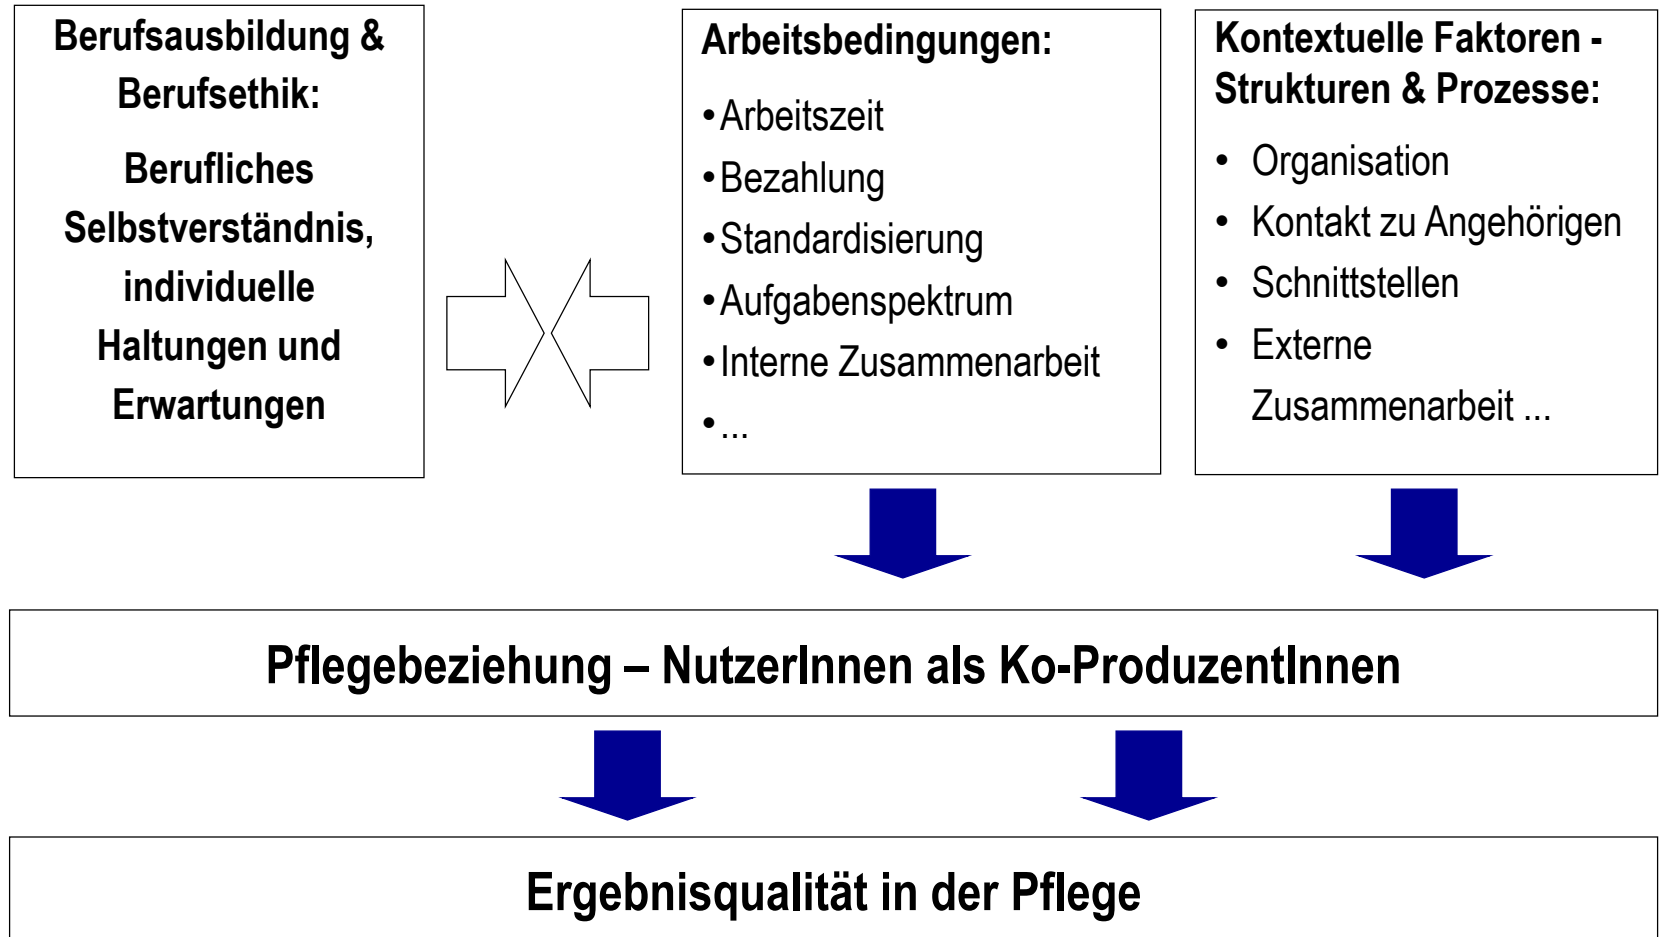 Berufsausbildung &
Berufsethik:
Berufliches
Selbstverständnis,
individuelle
Haltungen und
Erwartungen
Arbeitsbedingungen:
•Arbeitszeit
•Bezahlung
•Standardisierung
•Aufgabenspektrum
•Interne Zusammenarbeit
•...
Kontextuelle Faktoren -
Strukturen & Prozesse:
• Organisation
• Kontakt zu Angehörigen
• Schnittstellen
• Externe
Zusammenarbeit ...
Pflegebeziehung – NutzerInnen als Ko-ProduzentInnen
Ergebnisqualität in der Pflege